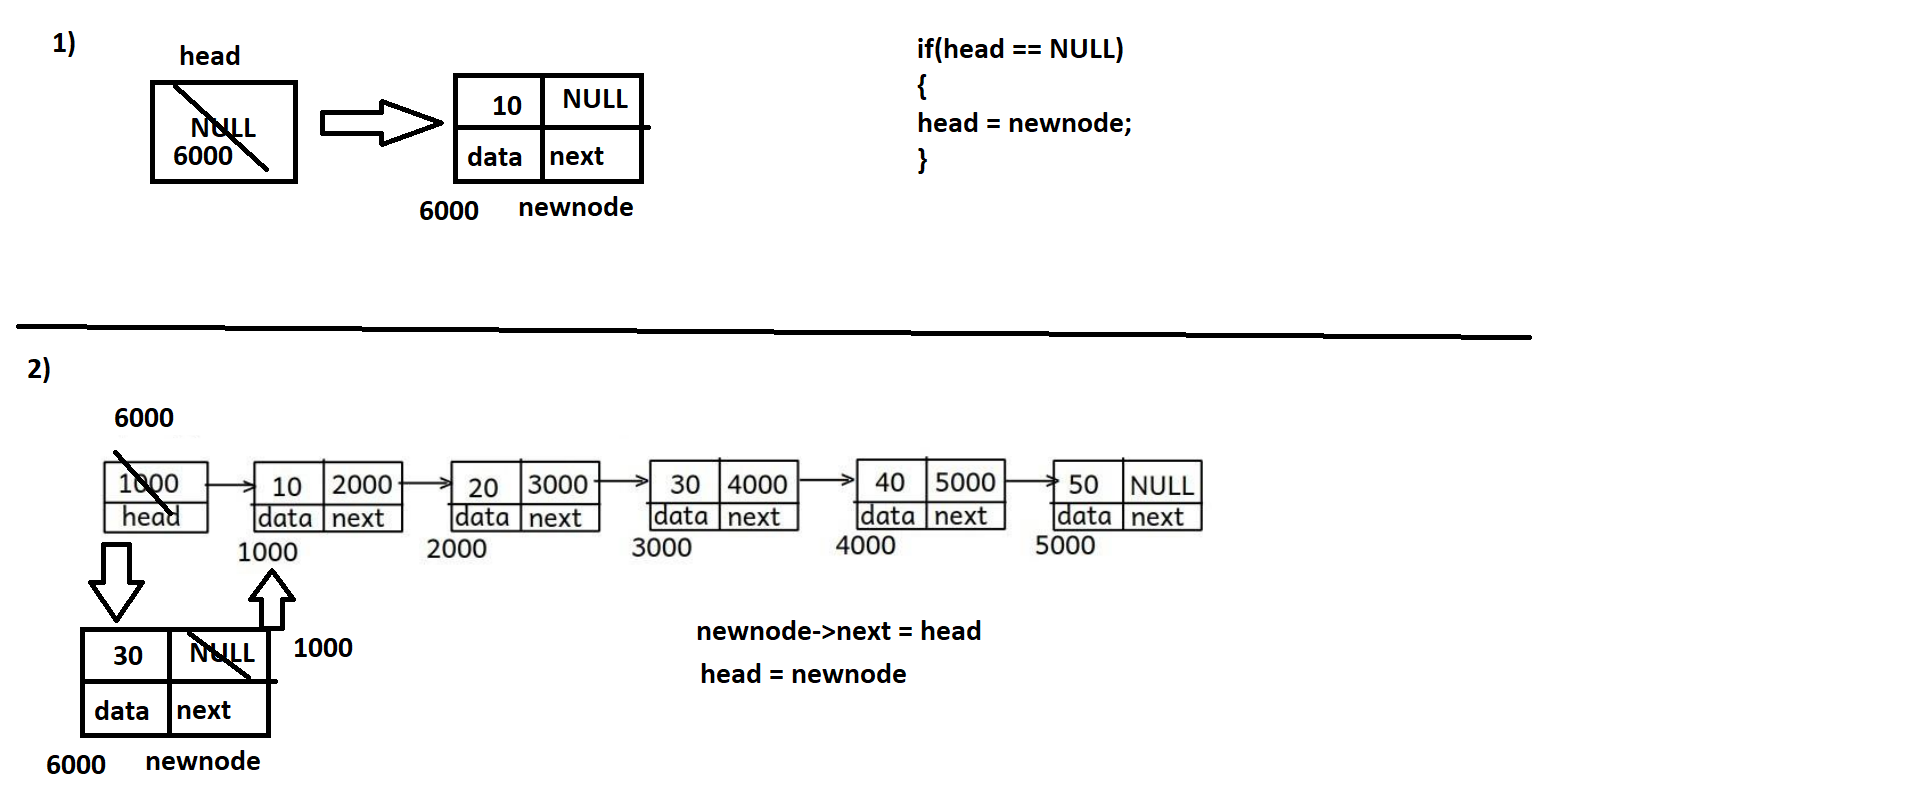 1)
head
NULL
6000
10 NULL
data next
6000 newnode
if(head == NULL)
{
head = newnode;
}
2)
6000
1000
head
10 2000
data next
1000
20 3000
data next
2000
30 4000
data next
3000
40 5000
data next
4000
50 NULL
data next
5000
30 NULL
1000
data next
6000 newnode
newnode->next = head
head = newnode